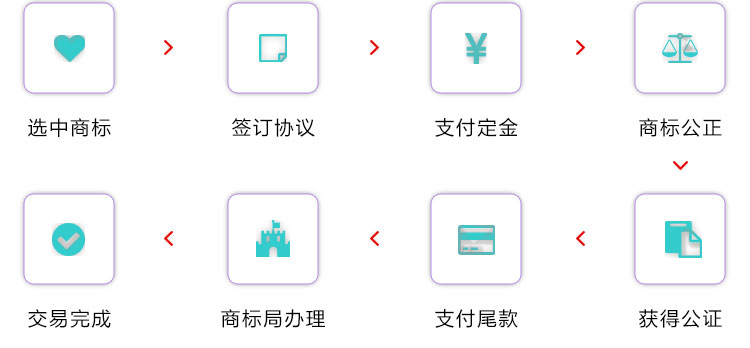 选中商标
签订协议
支付定金
商标公正
获得公证
支付尾款
商标局办理
交易完成